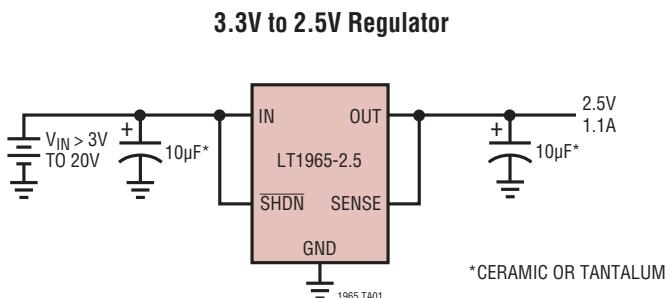 3.3V to 2.5V Regulator
IN
OUT
2.5V
1.1A
+
VIN > 3V
TO 20V
10µF*
LT1965-2.5
+
10µF*
SHDN
SENSE
GND
*CERAMIC OR TANTALUM
1965 TA01